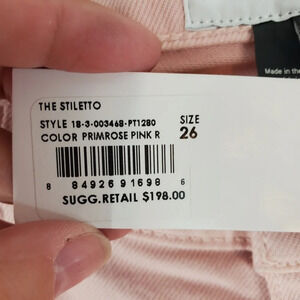 THE STILETTO
STYLE 18-3-003468-PT1280
COLOR PRIMROSE PINK R
SIZE
26
8 84926 91698 6
SUGG.RETAIL $198.00
Made in the